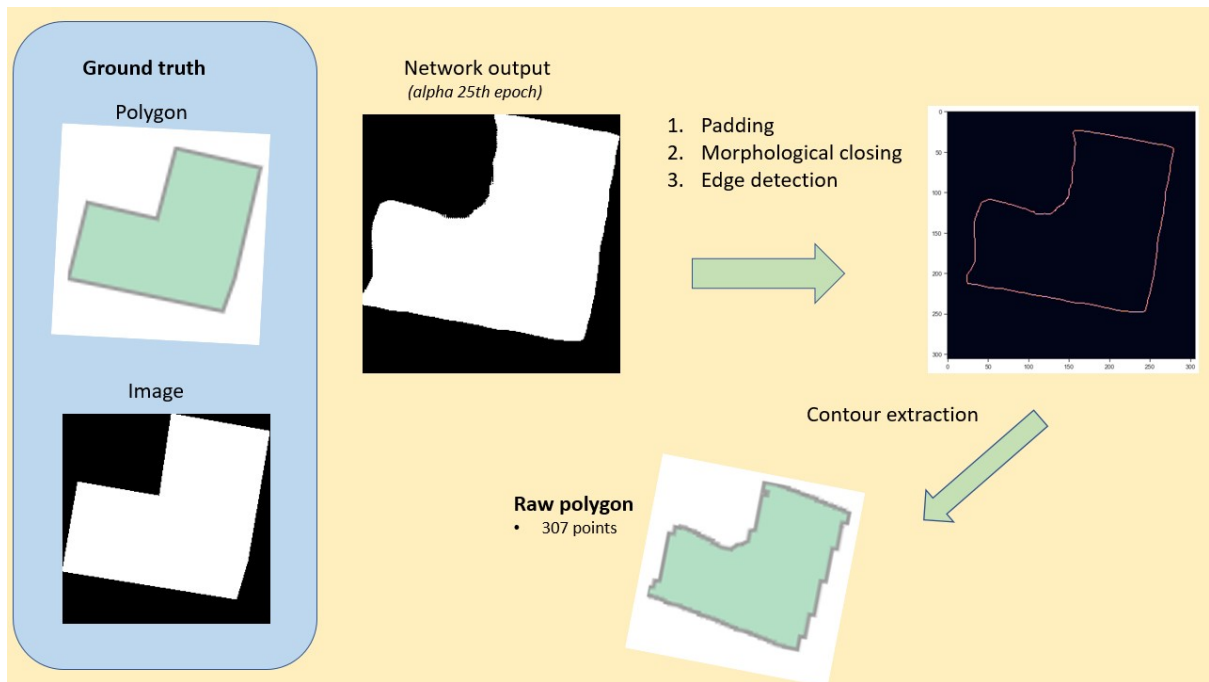 Ground truth
Polygon
Image
Network output
(alpha 25th epoch)
1. Padding
2. Morphological closing
3. Edge detection
0
50
100
150
200
250
300
0
50
100
150
200
250
300
Contour extraction
Raw polygon
• 307 points